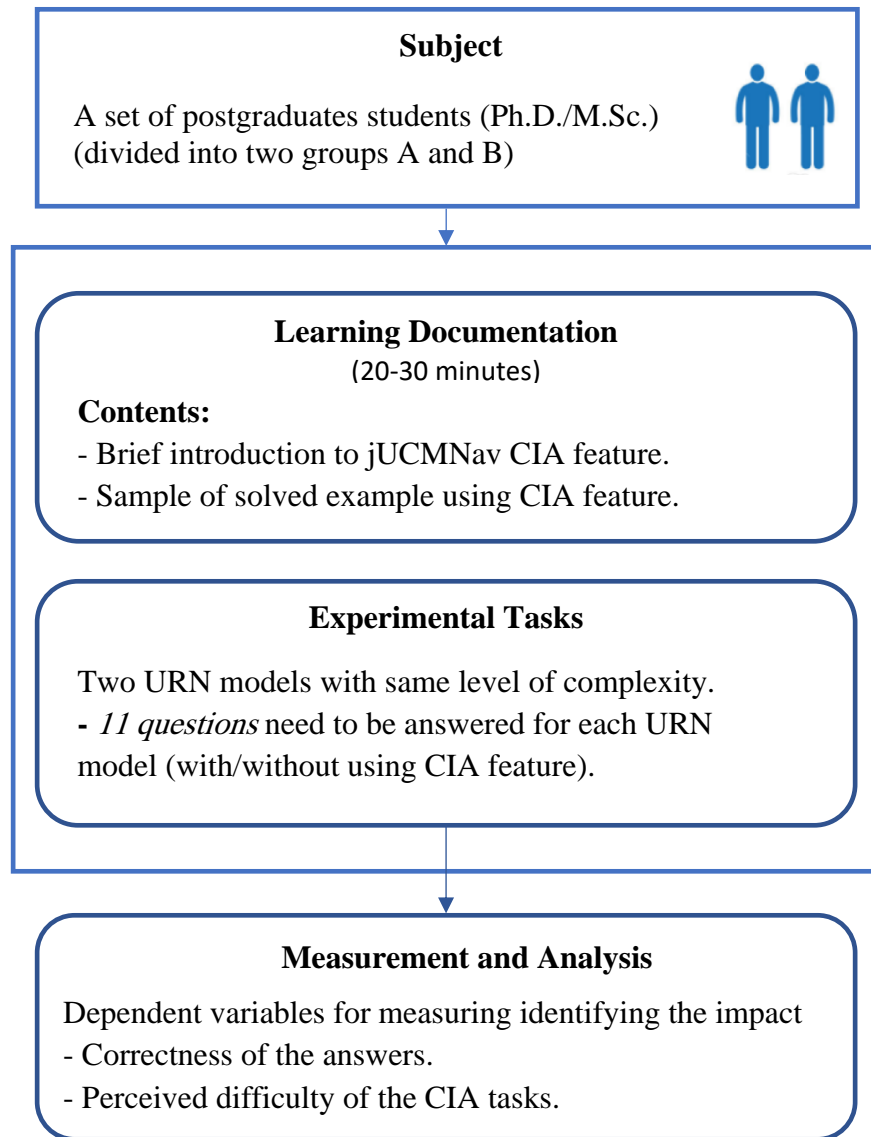 Subject
A set of postgraduates students (Ph.D./M.Sc.)
(divided into two groups A and B)
Learning Documentation
(20-30 minutes)
Contents:
- Brief introduction to jUCMNav CIA feature.
- Sample of solved example using CIA feature.
Experimental Tasks
Two URN models with same level of complexity.
- 11 questions need to be answered for each URN
model (with/without using CIA feature).
Measurement and Analysis
Dependent variables for measuring identifying the impact
- Correctness of the answers.
- Perceived difficulty of the CIA tasks.